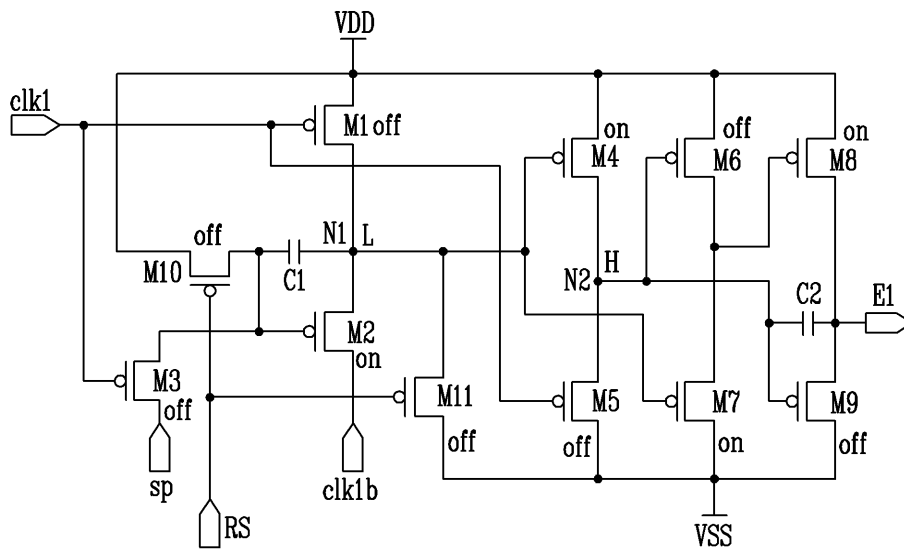 VDD
clk1
M1 off
on
M4
off
M6
on
M8
off
M10
C1
N1 L
N2 H
C2
E1
M2
on
M3
off
M11
off
M5
off
M7
on
M9
off
sp
clk1b
RS
VSS